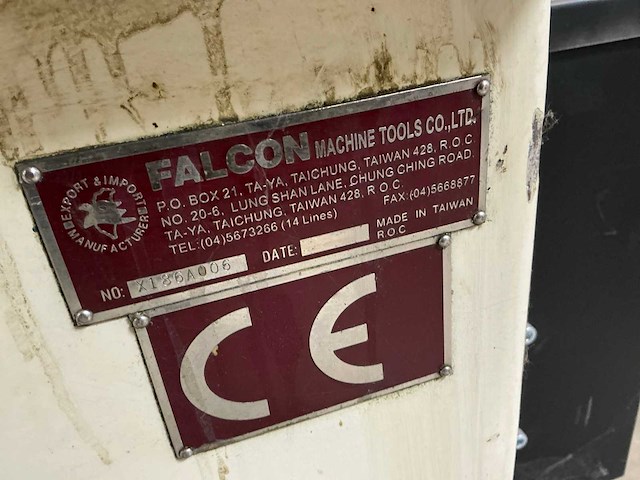 FALCON MACHINE TOOLS CO.,LTD.
EXPORT & IMPORT
MANUFACTURER
P.O. BOX 21, TA-YA, TAICHUNG, TAIWAN 428, R.O.C
NO. 20-6, LUNG SHAN LANE, CHUNG CHING ROAD.
TA-YA, TAICHUNG, TAIWAN 428, R.O.C.
TEL:(04)5673266 (14 Lines) FAX:(04)5668877
NO: X186A006 DATE: MADE IN TAIWAN
R.O.C
CE